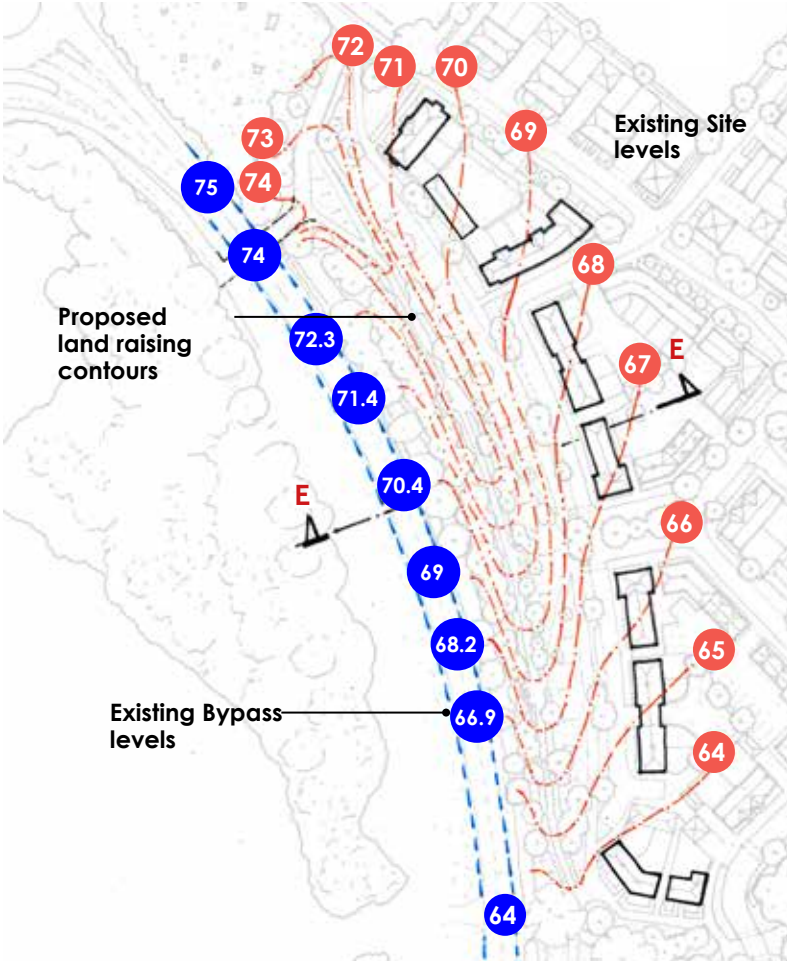 72
71
70
69
Existing Site
levels
73
74
75
74
68
Proposed
land raising
contours
72.3
67
E
71.4
70.4
E
66
69
68.2
65
Existing Bypass
levels
66.9
64
64